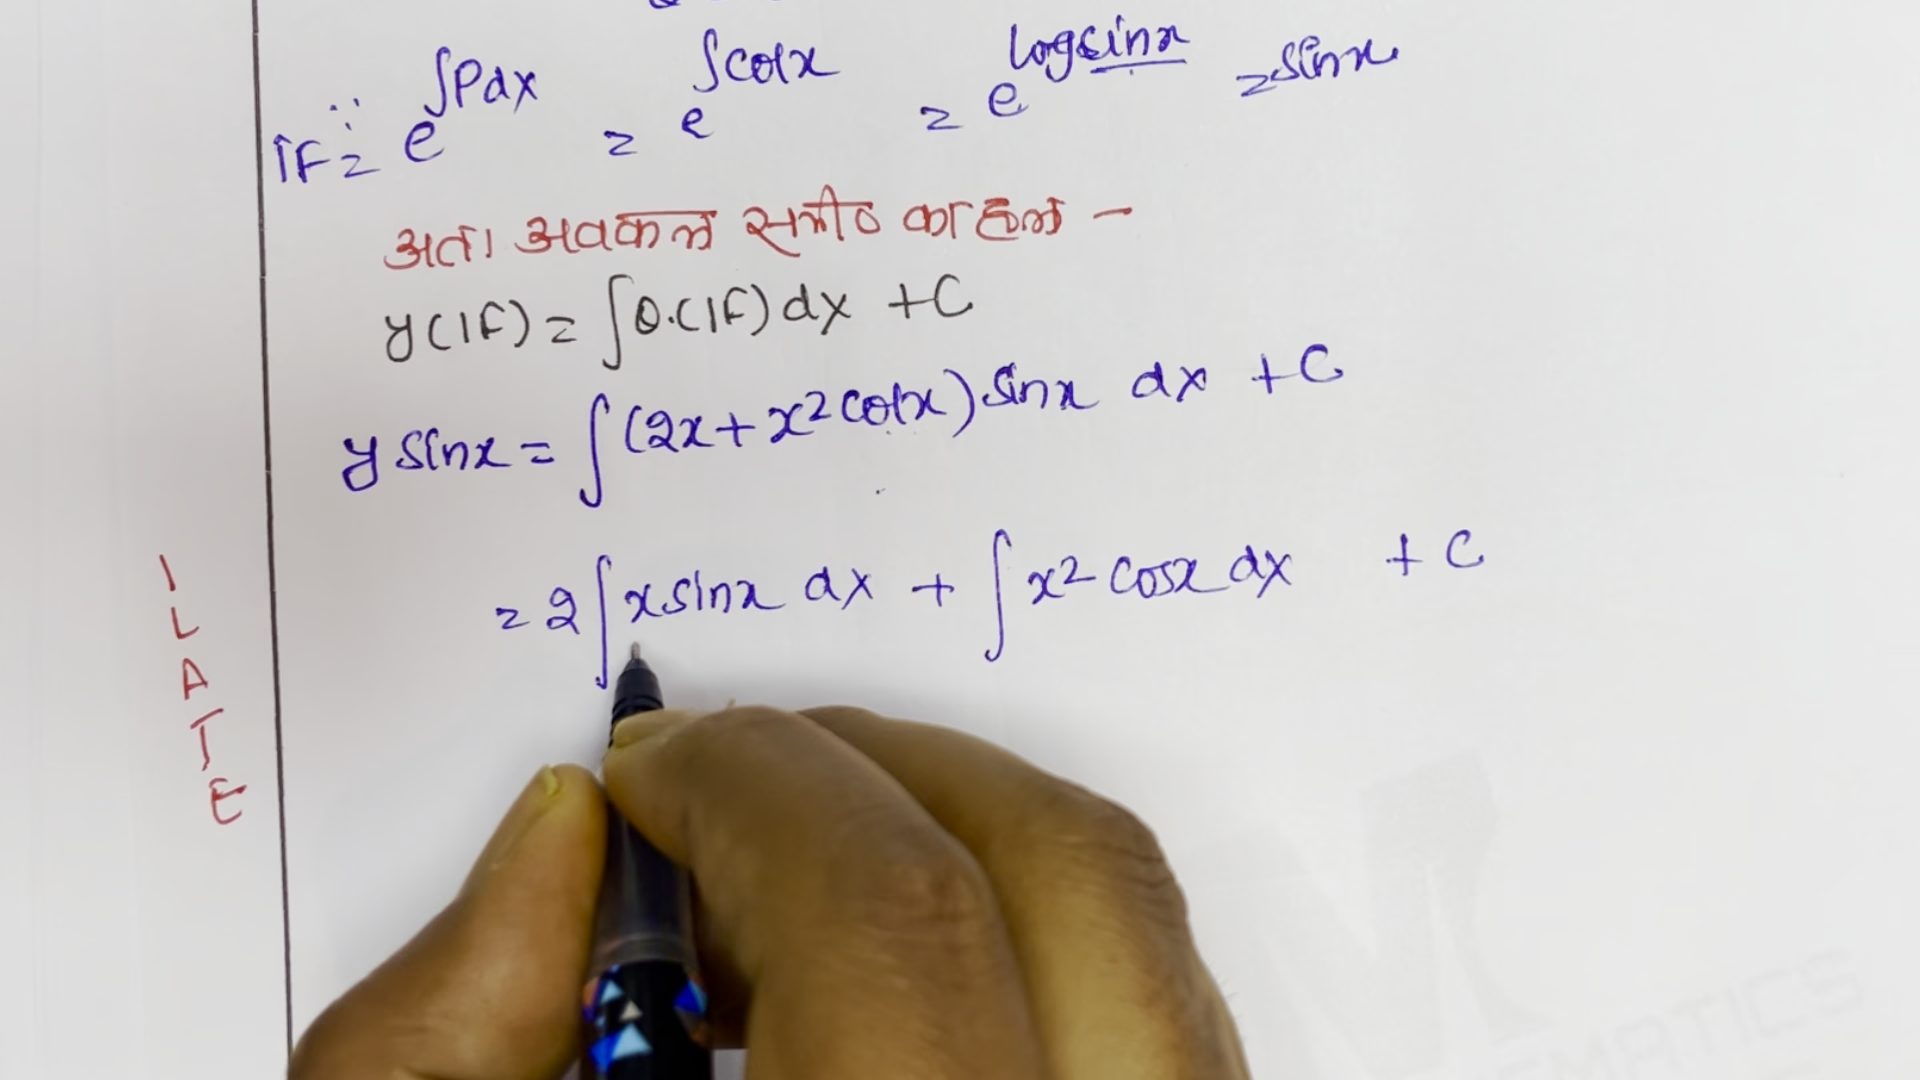 IF = e^∫Pdx = e^∫cotx = e^logsinx = sinx
अतः अवकल समी० का हल -
y(IF) = ∫Q.(IF)dx + C
y sinx = ∫(2x + x² cotx) sinx dx + C
= 2∫x sinx dx + ∫x² cosx dx + C
I
L
A
T
E